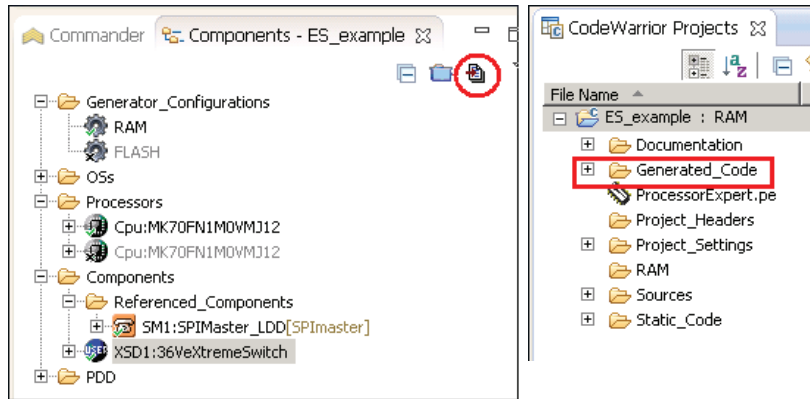 Commander
Components - ES_example
Generator_Configurations
RAM
FLASH
OSs
Processors
Cpu:MK70FN1M0VMJ12
Cpu:MK70FN1M0VMJ12
Components
Referenced_Components
SM1:SPIMaster_LDD[SPImaster]
USER XSD1:36VeXtremeSwitch
PDD
CodeWarrior Projects
File Name
ES_example : RAM
Documentation
Generated_Code
ProcessorExpert.pe
Project_Headers
Project_Settings
RAM
Sources
Static_Code